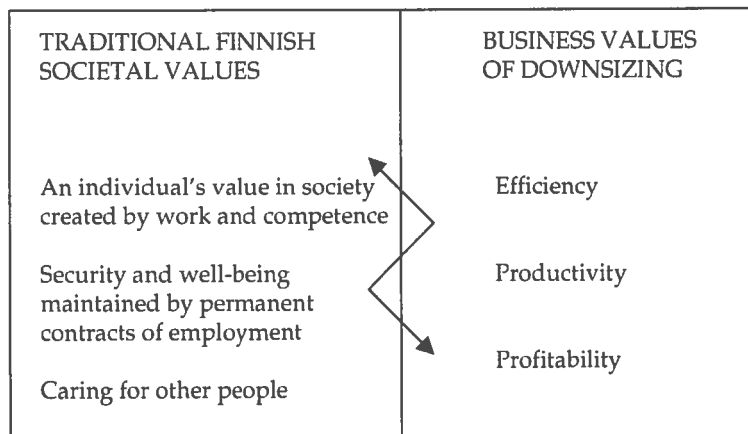 TRADITIONAL FINNISH
SOCIETAL VALUES
An individual's value in society
created by work and competence
Security and well-being
maintained by permanent
contracts of employment
Caring for other people
BUSINESS VALUES
OF DOWNSIZING
Efficiency
Productivity
Profitability